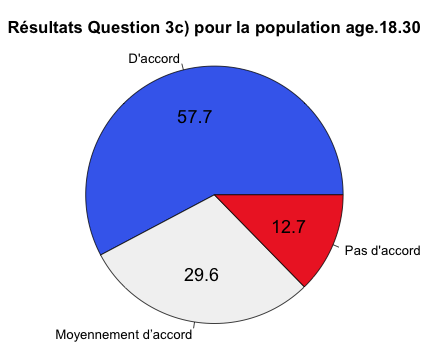 Résultats Question 3c) pour la population age.18.30
D'accord
57.7
12.7
Pas d'accord
29.6
Moyennement d'accord